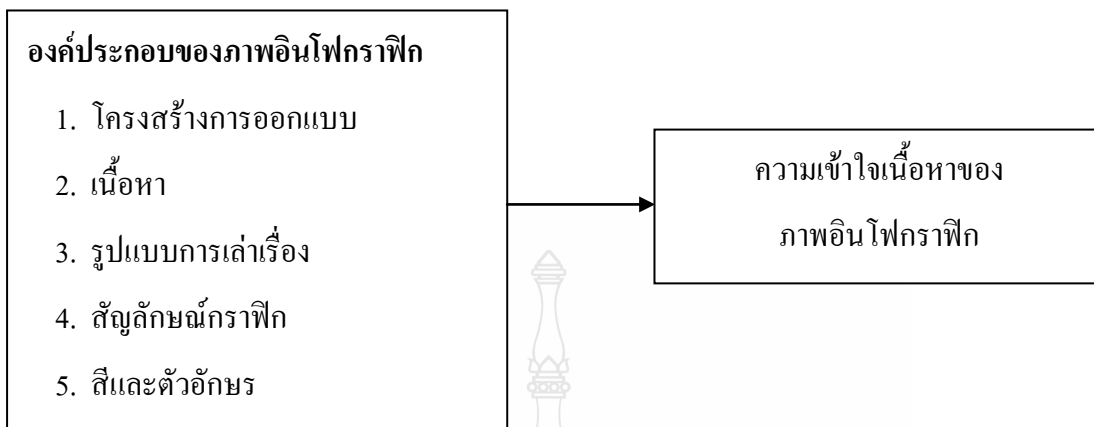 องค์ประกอบของภาพอินโฟกราฟิก
1. โครงสร้างการออกแบบ
2. เนื้อหา
3. รูปแบบการเล่าเรื่อง
4. สัญลักษณ์กราฟิก
5. สีและตัวอักษร
ความเข้าใจเนื้อหาของ
ภาพอินโฟกราฟิก